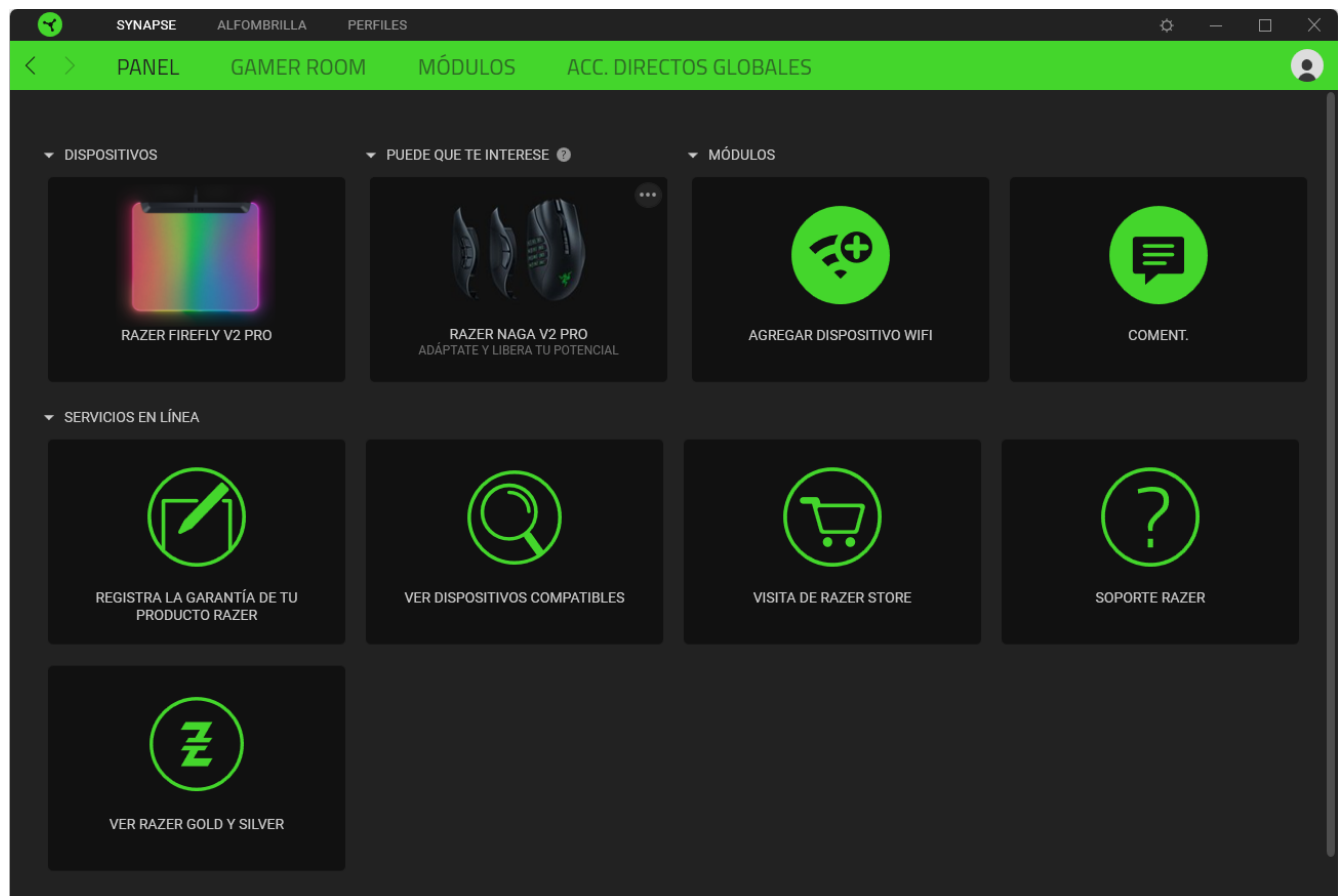 SYNAPSE
ALFOMBRILLA
PERFILES
PANEL
GAMER ROOM
MÓDULOS
ACC. DIRECTOS GLOBALES
DISPOSITIVOS
RAZER FIREFLY V2 PRO
PUEDE QUE TE INTERESE ?
RAZER NAGA V2 PRO
ADÁPTATE Y LIBERA TU POTENCIAL
MÓDULOS
AGREGAR DISPOSITIVO WIFI
COMENT.
SERVICIOS EN LÍNEA
REGISTRA LA GARANTÍA DE TU
PRODUCTO RAZER
VER DISPOSITIVOS COMPATIBLES
VISITA DE RAZER STORE
SOPORTE RAZER
VER RAZER GOLD Y SILVER